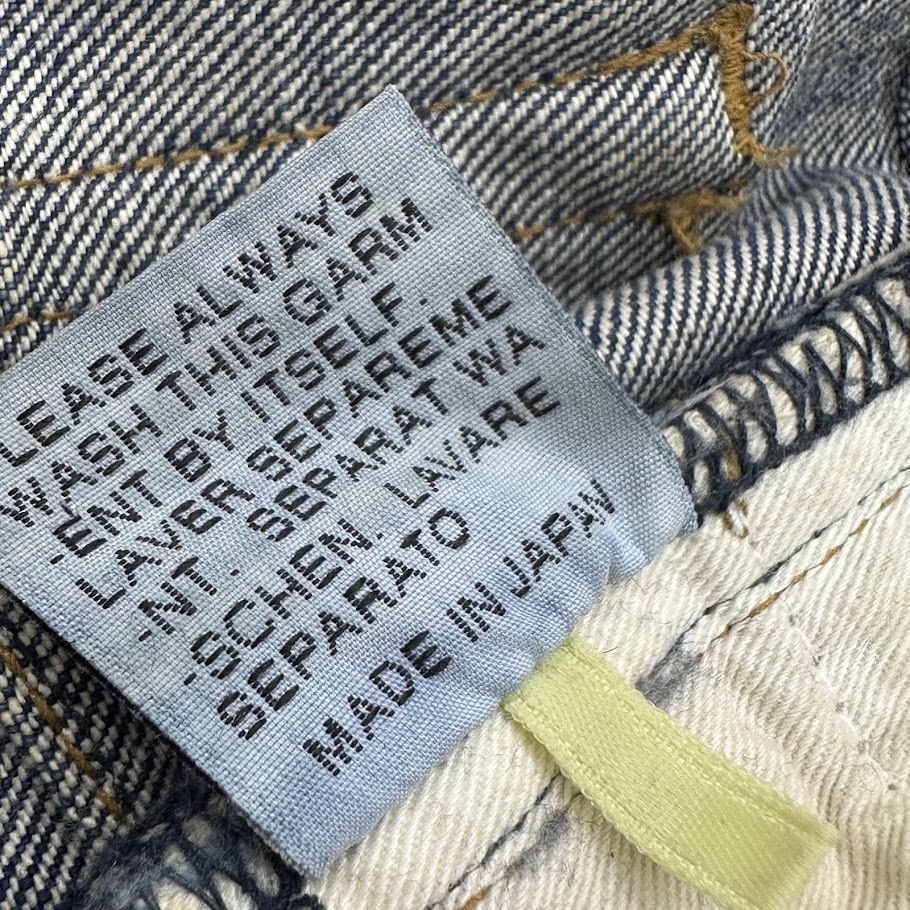 LEASE ALWAYS
WASH THIS GARM
-ENT BY ITSELF.
LAVER SEPAREME
-NT. SEPARAT WA
-SCHEN. LAVARE
SEPARATO
MADE IN JAPAN